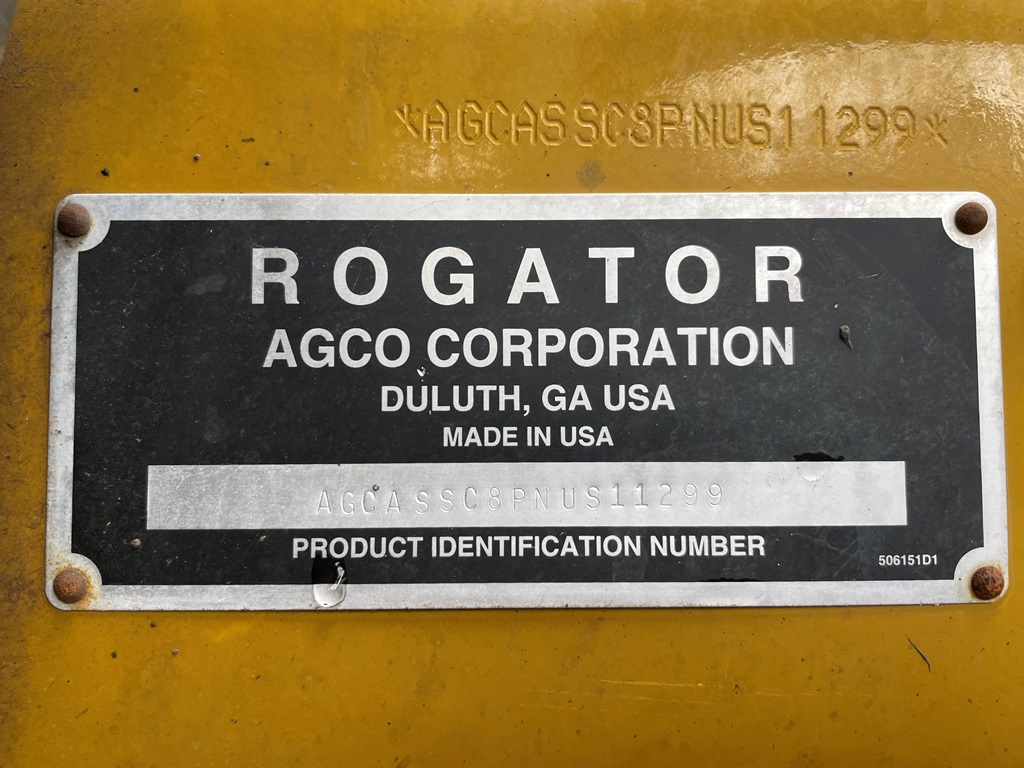 *AGCASSC8PNUS11299*
ROGATOR
AGCO CORPORATION
DULUTH, GA USA
MADE IN USA
AGCASSC8PNUS11299
PRODUCT IDENTIFICATION NUMBER
506151D1